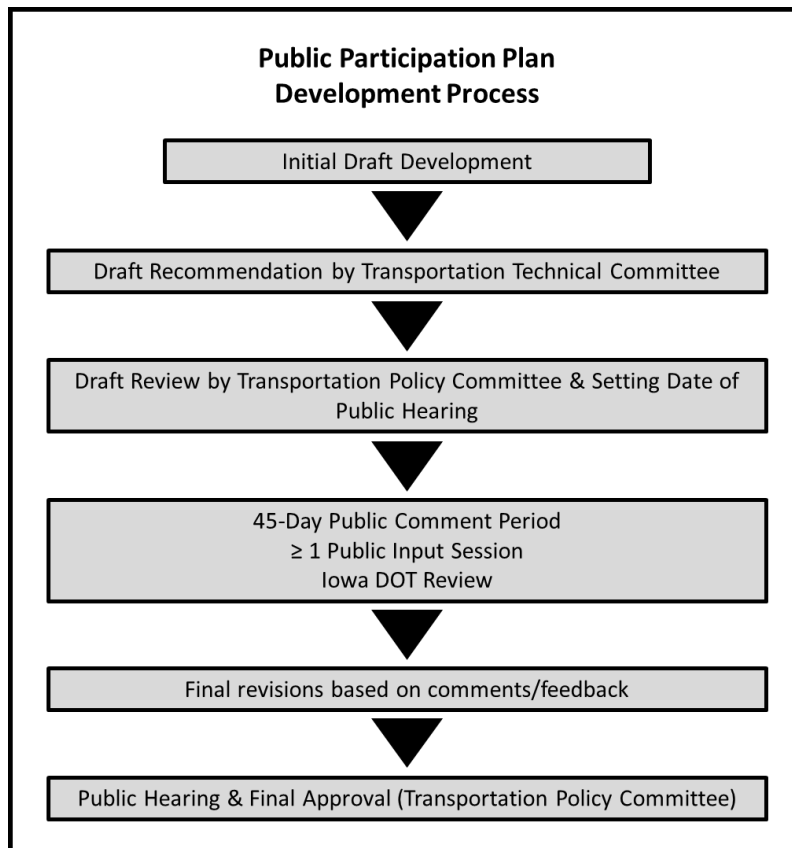 Public Participation Plan
Development Process
Initial Draft Development
Draft Recommendation by Transportation Technical Committee
Draft Review by Transportation Policy Committee & Setting Date of
Public Hearing
45-Day Public Comment Period
≥ 1 Public Input Session
Iowa DOT Review
Final revisions based on comments/feedback
Public Hearing & Final Approval (Transportation Policy Committee)